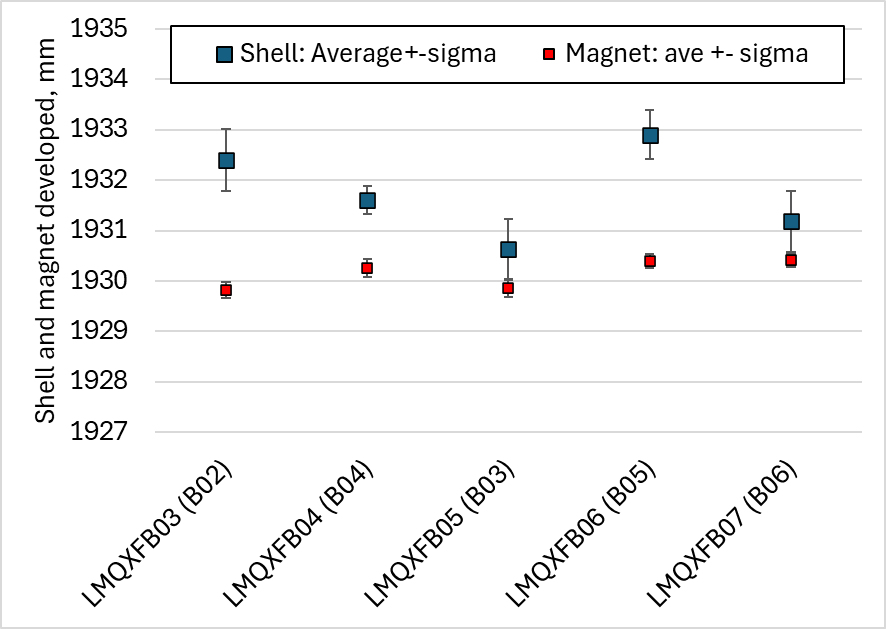 Shell: Average+-sigma
Magnet: ave +- sigma
Shell and magnet developed, mm
1935
1934
1933
1932
1931
1930
1929
1928
1927
LMQXFB03 (B02)
LMQXFB04 (B04)
LMQXFB05 (B03)
LMQXFB06 (B05)
LMQXFB07 (B06)